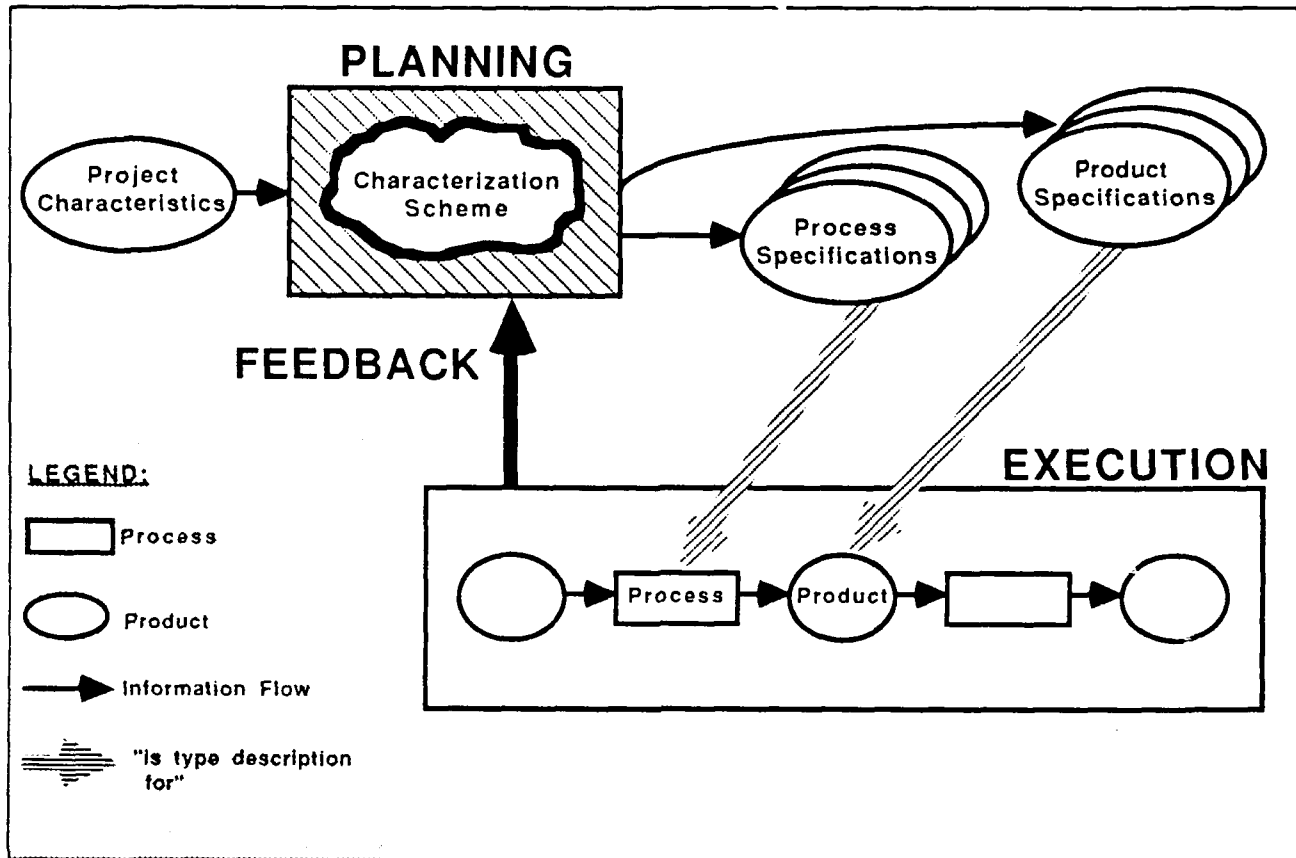 PLANNING
Project
Characteristics
Characterization
Scheme
Process
Specifications
Product
Specifications
FEEDBACK
EXECUTION
Process
Product
LEGEND:
Process
Product
Information Flow
"is type description
for"